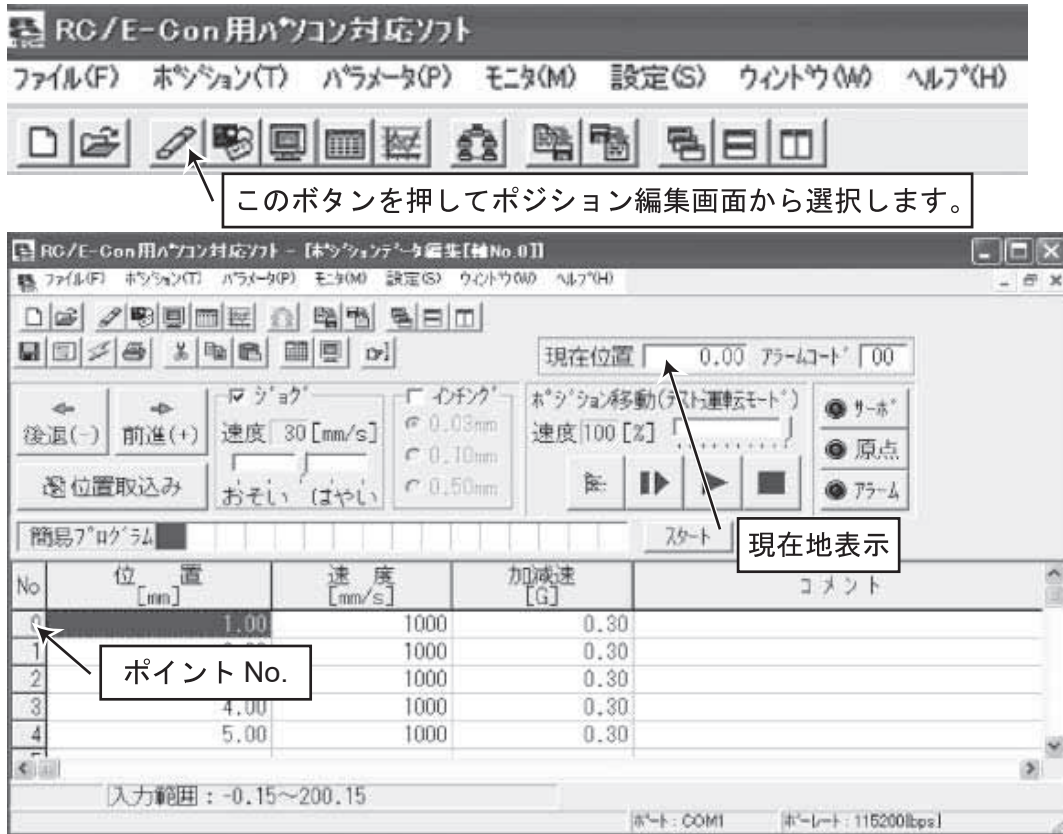 RC/E-Con用ﾊﾟｿｺﾝ対応ｿﾌﾄ
ﾌｧｲﾙ(F) ﾎﾟｼﾞｼｮﾝ(T) ﾊﾟﾗﾒｰﾀ(P) ﾓﾆﾀ(M) 設定(S) ｳｨﾝﾄﾞｳ(W) ﾍﾙﾌﾟ(H)
このボタンを押してポジション編集画面から選択します。
RC/E-Con用ﾊﾟｿｺﾝ対応ｿﾌﾄ - [ﾎﾟｼﾞｼｮﾝﾃﾞｰﾀ編集[軸No.0]]
ﾌｧｲﾙ(F) ﾎﾟｼﾞｼｮﾝ(T) ﾊﾟﾗﾒｰﾀ(P) ﾓﾆﾀ(M) 設定(S) ｳｨﾝﾄﾞｳ(W) ﾍﾙﾌﾟ(H)
現在位置 0.00 ｱﾗｰﾑｺｰﾄﾞ 00
後退(-) 前進(+)
位置取込み
ｼﾞｮｸﾞ
速度 30 [mm/s]
おそい はやい
ｲﾝﾁﾝｸﾞ
0.03mm
0.10mm
0.50mm
ﾎﾟｼﾞｼｮﾝ移動(ﾃｽﾄ運転ﾓｰﾄﾞ)
速度 100 [%]
ｻｰﾎﾞ
原点
ｱﾗｰﾑ
簡易ﾌﾟﾛｸﾞﾗﾑ ｽﾀｰﾄ
現在地表示
No 位 置 [mm] 速 度 [mm/s] 加減速 [G] コ メ ン ト
0 1.00 1000 0.30
1 1000 0.30
2 1000 0.30
3 4.00 1000 0.30
4 5.00 1000 0.30
ポイント No.
入力範囲 : -0.15～200.15
ﾎﾟｰﾄ : COM1 ﾎﾞｰﾚｰﾄ : 115200[bps]